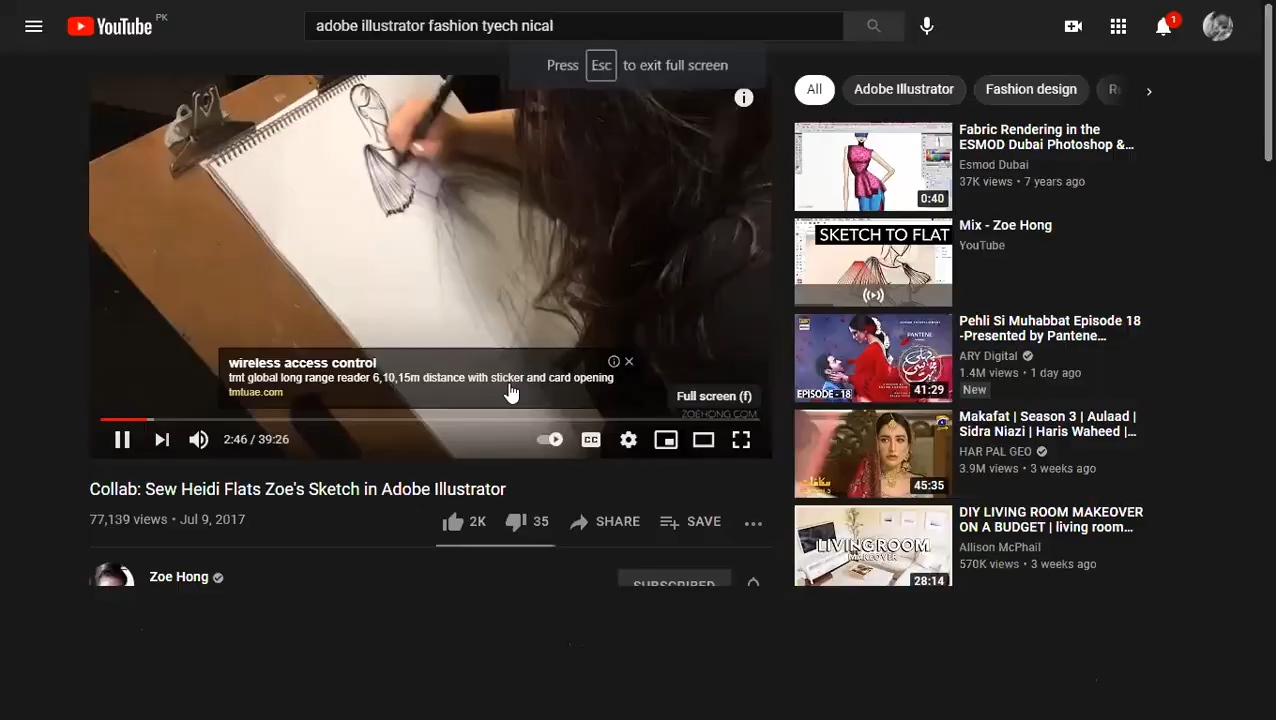 YouTube PK
adobe illustrator fashion tyech nical
1
Press Esc to exit full screen
wireless access control
tmt global long range reader 6,10,15m distance with sticker and card opening
tmtuae.com
Full screen (f)
ZOEHONG.COM
2:46 / 39:26
CC
Collab: Sew Heidi Flats Zoe's Sketch in Adobe Illustrator
77,139 views • Jul 9, 2017
2K
35
SHARE
SAVE
Zoe Hong
SUBSCRIBED
All
Adobe Illustrator
Fashion design
Fabric Rendering in the
ESMOD Dubai Photoshop &...
Esmod Dubai
37K views • 7 years ago
0:40
SKETCH TO FLAT
Mix - Zoe Hong
YouTube
PANTENE
EPISODE-18
41:29
Pehli Si Muhabbat Episode 18
-Presented by Pantene...
ARY Digital
1.4M views • 1 day ago
New
45:35
Makafat | Season 3 | Aulaad |
Sidra Niazi | Haris Waheed |...
HAR PAL GEO
3.9M views • 3 weeks ago
LIVING ROOM
MAKEOVER
28:14
DIY LIVING ROOM MAKEOVER
ON A BUDGET | living room...
Allison McPhail
570K views • 3 weeks ago